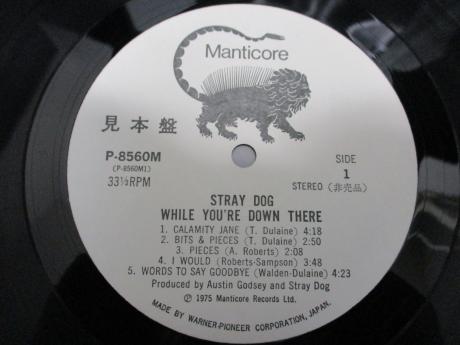 Manticore
見本盤
P-8560M
(P-8560M1)
33⅓RPM
SIDE
1
STEREO (非売品)
STRAY DOG
WHILE YOU'RE DOWN THERE
1. CALAMITY JANE (T. Dulaine) 4:18
2. BITS & PIECES (T. Dulaine) 2:50
3. PIECES (A. Roberts) 2:08
4. I WOULD (Roberts-Sampson) 3:48
5. WORDS TO SAY GOODBYE (Walden-Dulaine) 4:23
Produced by Austin Godsey and Stray Dog
℗ 1975 Manticore Records Ltd.
MADE BY WARNER-PIONEER CORPORATION, JAPAN.